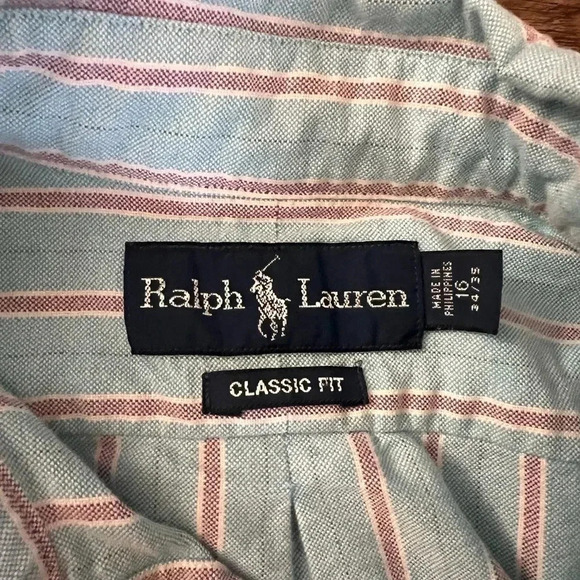 Ralph Lauren
MADE IN
PHILIPPINES
16
34/35
CLASSIC FIT